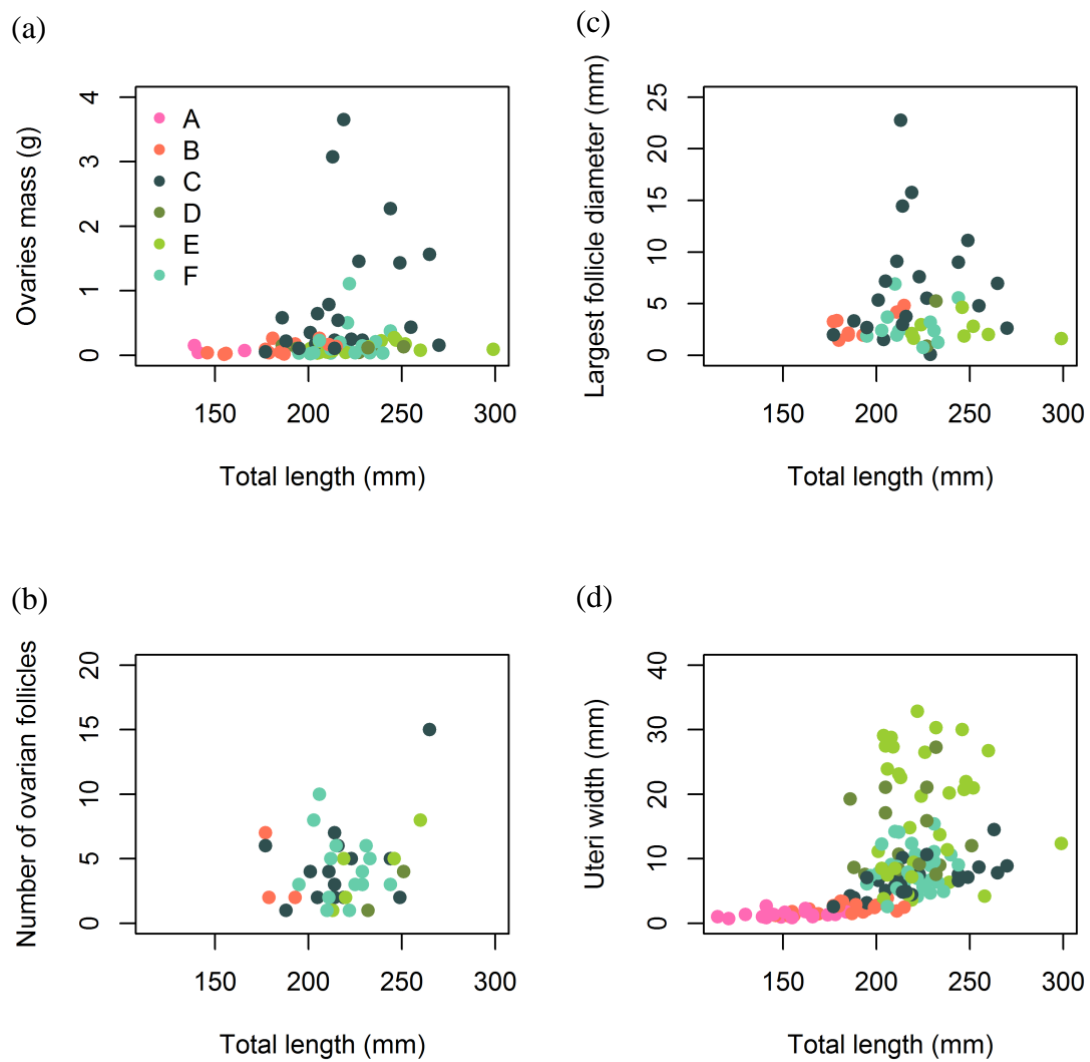 (a)
Ovaries mass (g)
4
3
2
1
0
A
B
C
D
E
F
150 200 250 300
Total length (mm)
(c)
Largest follicle diameter (mm)
25
20
15
10
5
0
150 200 250 300
Total length (mm)
(b)
Number of ovarian follicles
20
15
10
5
0
150 200 250 300
Total length (mm)
(d)
Uteri width (mm)
40
30
20
10
0
150 200 250 300
Total length (mm)